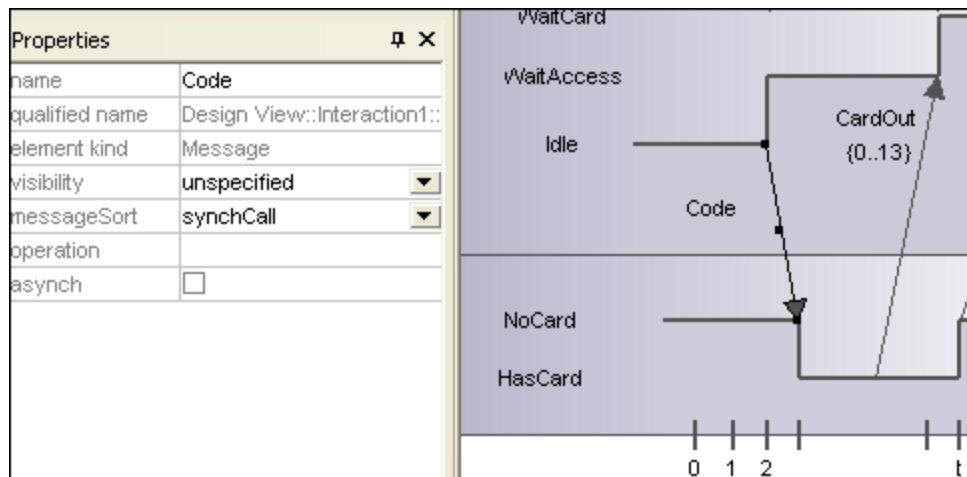 Properties
name Code
qualified name Design View::Interaction1::
element kind Message
visibility unspecified
messageSort synchCall
operation
asynch
WaitCard
WaitAccess
CardOut
Idle {0..13}
Code
NoCard
HasCard
0 1 2 t